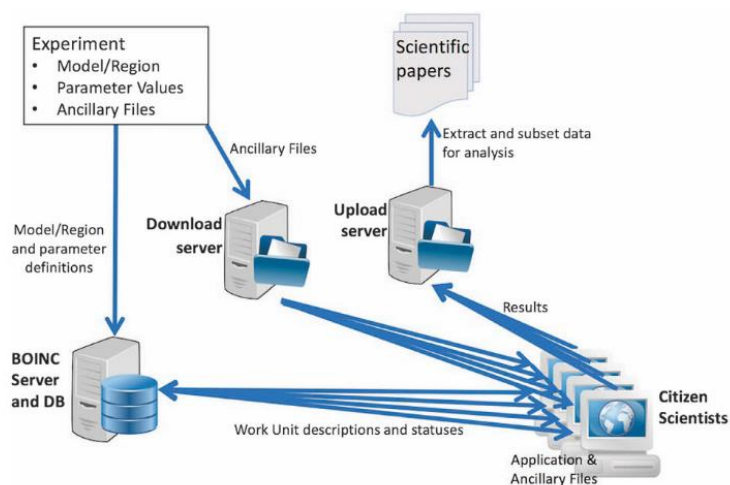 Experiment
• Model/Region
• Parameter Values
• Ancillary Files
Scientific
papers
Extract and subset data
for analysis
Ancillary Files
Download
server
Upload
server
Model/Region
and parameter
definitions
Results
BOINC
Server
and DB
Citizen
Scientists
Work Unit descriptions and statuses
Application &
Ancillary Files